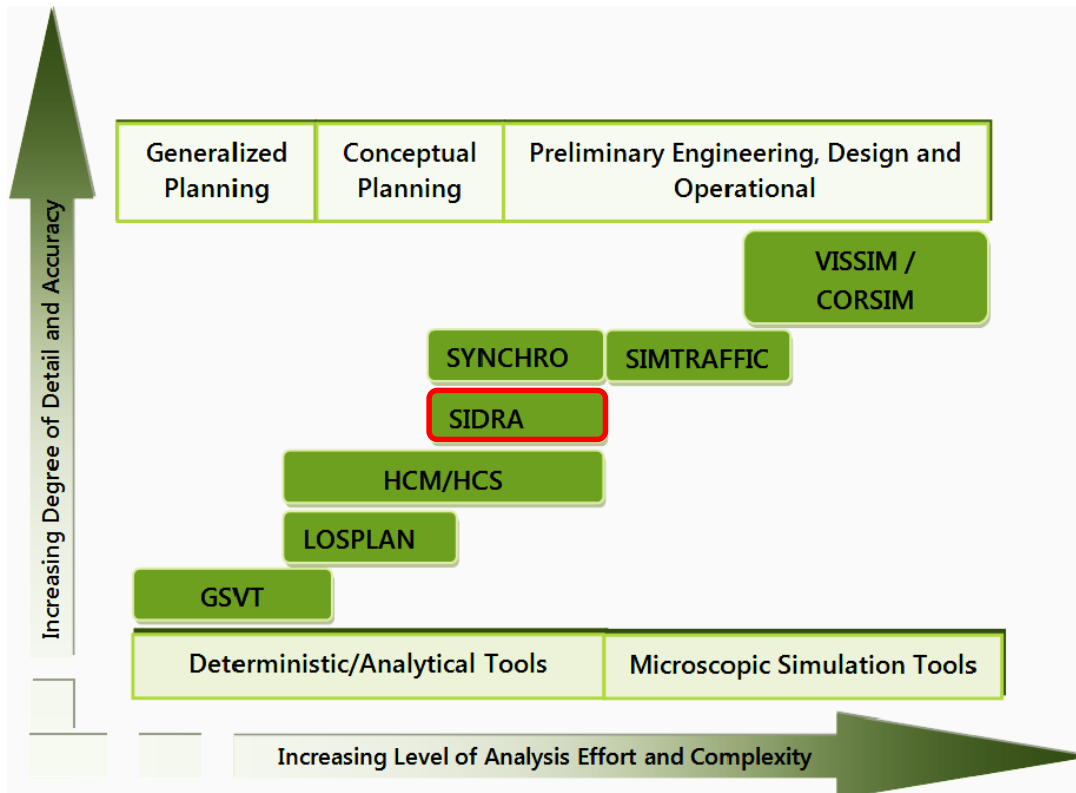 Increasing Degree of Detail and Accuracy
Generalized
Planning
Conceptual
Planning
Preliminary Engineering, Design and
Operational
VISSIM /
CORSIM
SYNCHRO
SIMTRAFFIC
SIDRA
HCM/HCS
LOSPLAN
GSVT
Deterministic/Analytical Tools
Microscopic Simulation Tools
Increasing Level of Analysis Effort and Complexity